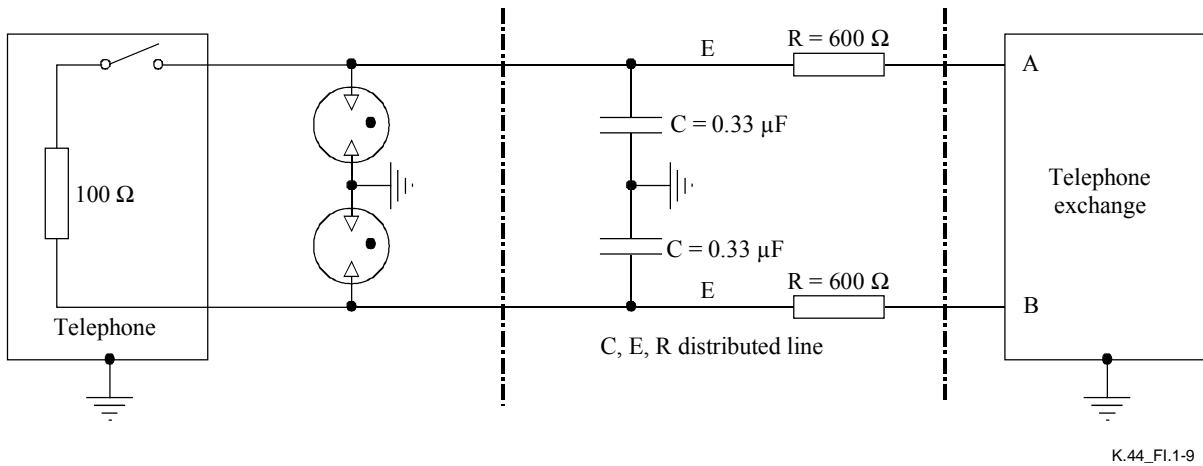 E
R = 600 Ω
A
C = 0.33 µF
100 Ω
Telephone
exchange
C = 0.33 µF
E
R = 600 Ω
B
Telephone
C, E, R distributed line
K.44_FI.1-9